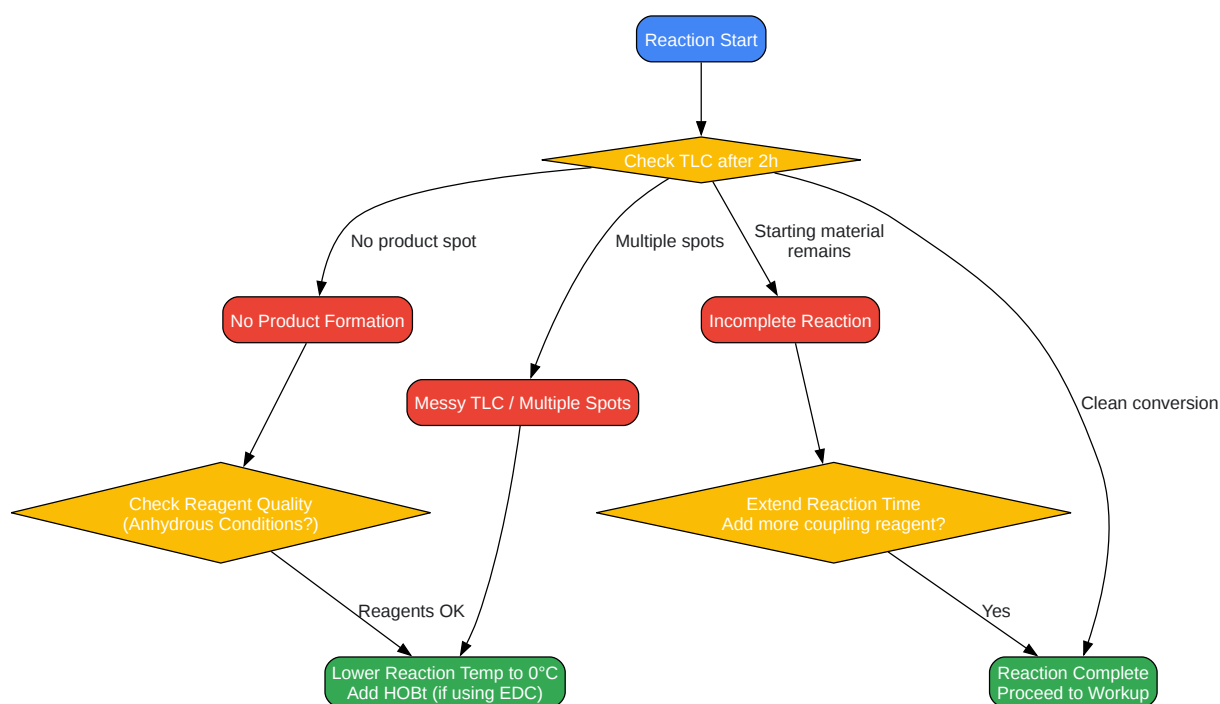 Reaction Start
Check TLC after 2h
No product spot
Multiple spots
Starting material
remains
No Product Formation
Incomplete Reaction
Messy TLC / Multiple Spots
Clean conversion
Check Reagent Quality
(Anhydrous Conditions?)
Extend Reaction Time
Add more coupling reagent?
Reagents OK
Yes
Lower Reaction Temp to 0°C
Add HOBt (if using EDC)
Reaction Complete
Proceed to Workup